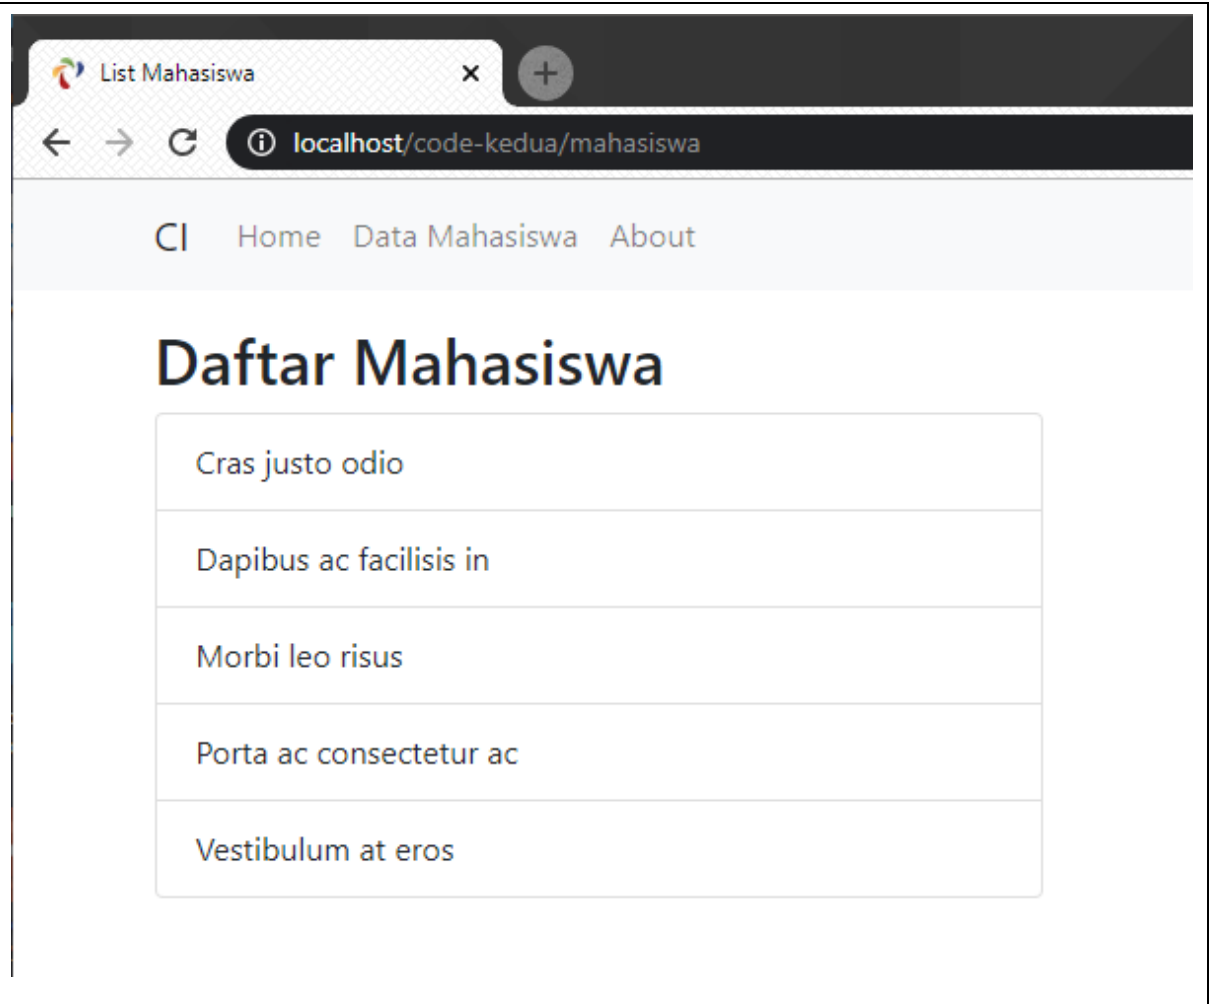 List Mahasiswa
localhost/code-kedua/mahasiswa
CI Home Data Mahasiswa About
Daftar Mahasiswa
Cras justo odio
Dapibus ac facilisis in
Morbi leo risus
Porta ac consectetur ac
Vestibulum at eros